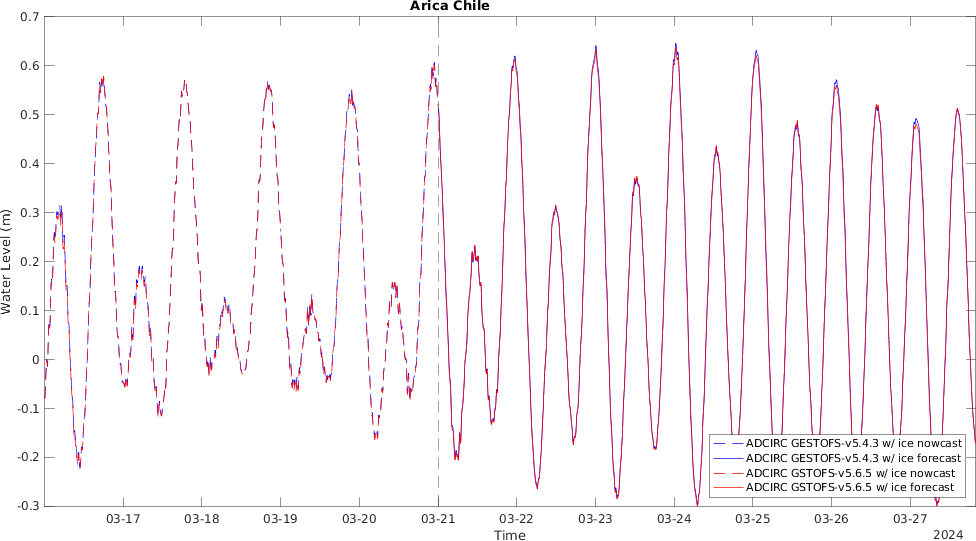 Arica Chile
0.7
0.6
0.5
0.4
0.3
0.2
0.1
0
-0.1
-0.2
-0.3
Water Level (m)
ADCIRC GESTOFS-v5.4.3 w/ ice nowcast
ADCIRC GESTOFS-v5.4.3 w/ ice forecast
ADCIRC GSTOFS-v5.6.5 w/ ice nowcast
ADCIRC GSTOFS-v5.6.5 w/ ice forecast
03-17 03-18 03-19 03-20 03-21 03-22 03-23 03-24 03-25 03-26 03-27
Time
2024